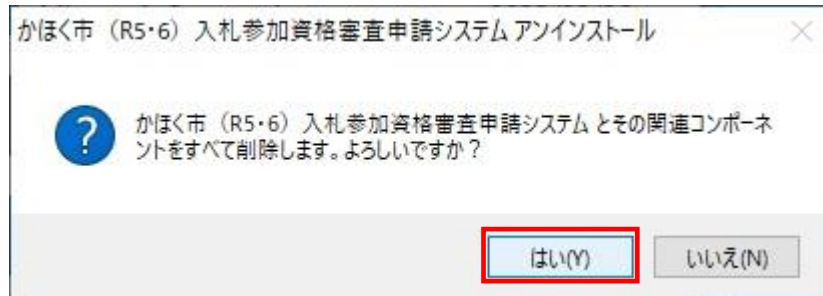 かほく市（R5・6）入札参加資格審査申請システム アンインストール
かほく市（R5・6）入札参加資格審査申請システム とその関連コンポーネ
ントをすべて削除します。よろしいですか？
はい(Y)
いいえ(N)